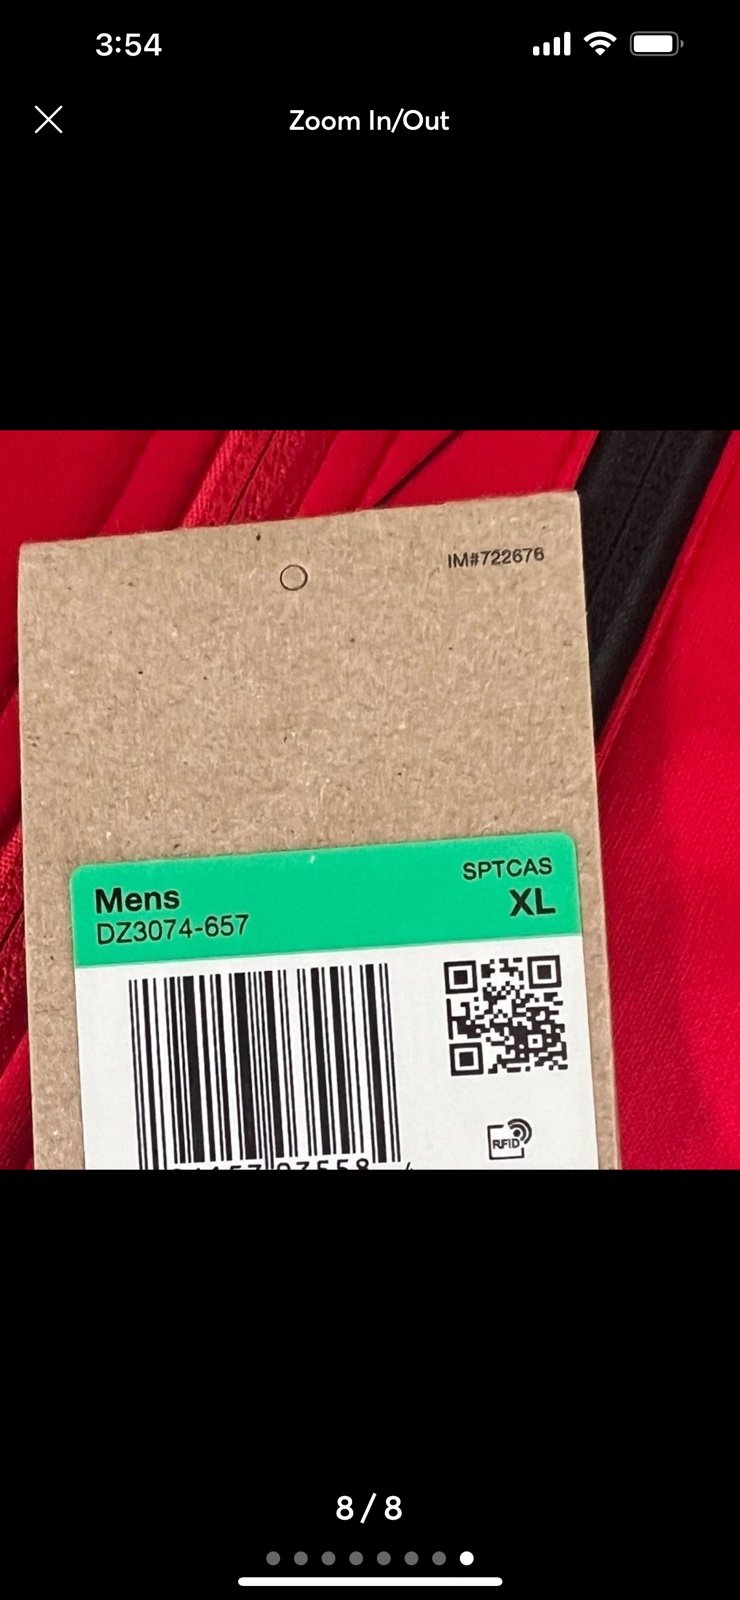 3:54
Zoom In/Out
IM#722676
SPTCAS
Mens
XL
DZ3074-657
RFID
8/8